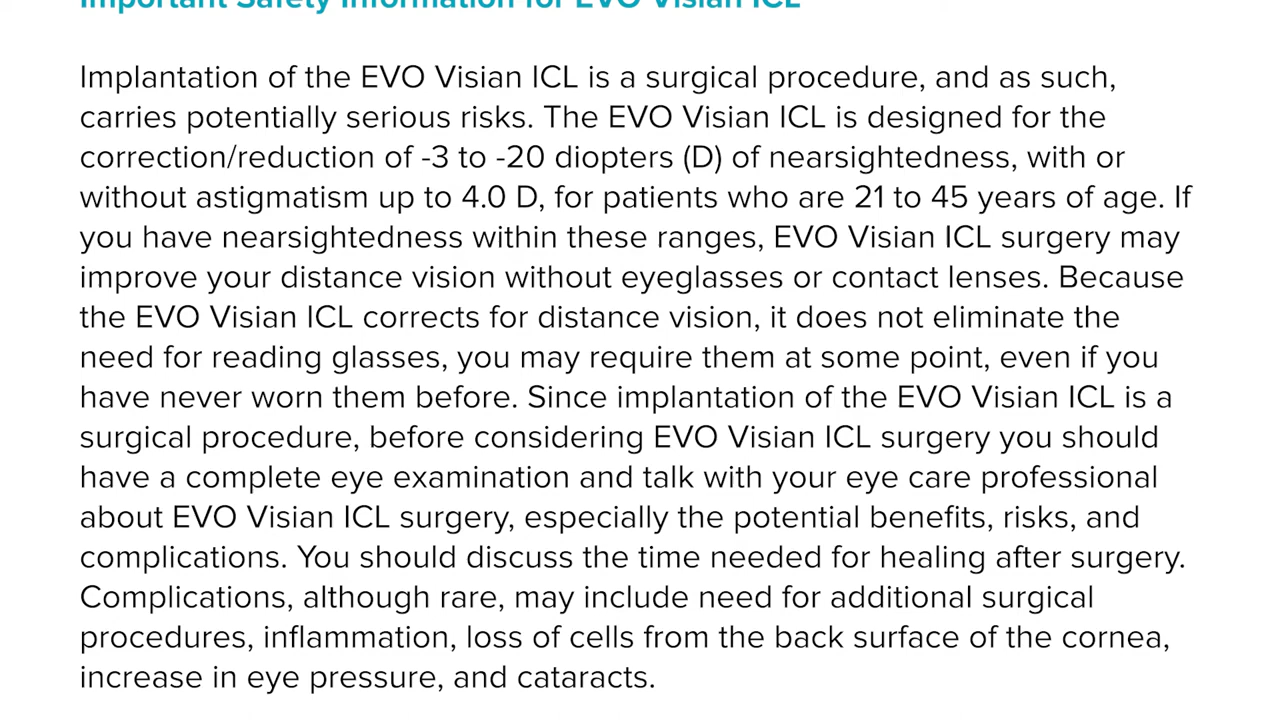 Important Safety Information for EVO Visian ICL
Implantation of the EVO Visian ICL is a surgical procedure, and as such,
carries potentially serious risks. The EVO Visian ICL is designed for the
correction/reduction of -3 to -20 diopters (D) of nearsightedness, with or
without astigmatism up to 4.0 D, for patients who are 21 to 45 years of age. If
you have nearsightedness within these ranges, EVO Visian ICL surgery may
improve your distance vision without eyeglasses or contact lenses. Because
the EVO Visian ICL corrects for distance vision, it does not eliminate the
need for reading glasses, you may require them at some point, even if you
have never worn them before. Since implantation of the EVO Visian ICL is a
surgical procedure, before considering EVO Visian ICL surgery you should
have a complete eye examination and talk with your eye care professional
about EVO Visian ICL surgery, especially the potential benefits, risks, and
complications. You should discuss the time needed for healing after surgery.
Complications, although rare, may include need for additional surgical
procedures, inflammation, loss of cells from the back surface of the cornea,
increase in eye pressure, and cataracts.